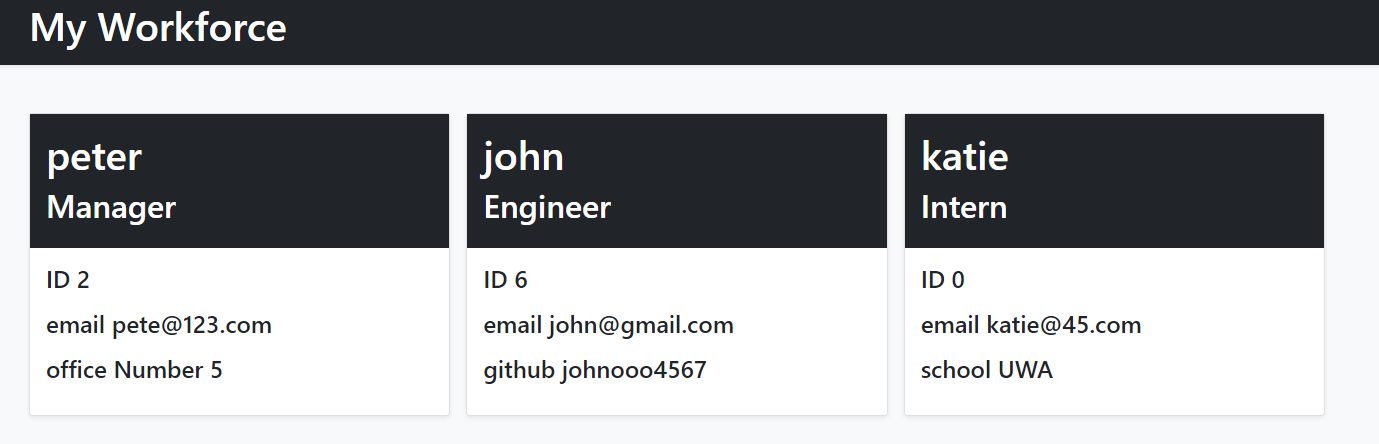 My Workforce
peter
Manager
ID 2
email pete@123.com
office Number 5
john
Engineer
ID 6
email john@gmail.com
github johnooo4567
katie
Intern
ID 0
email katie@45.com
school UWA